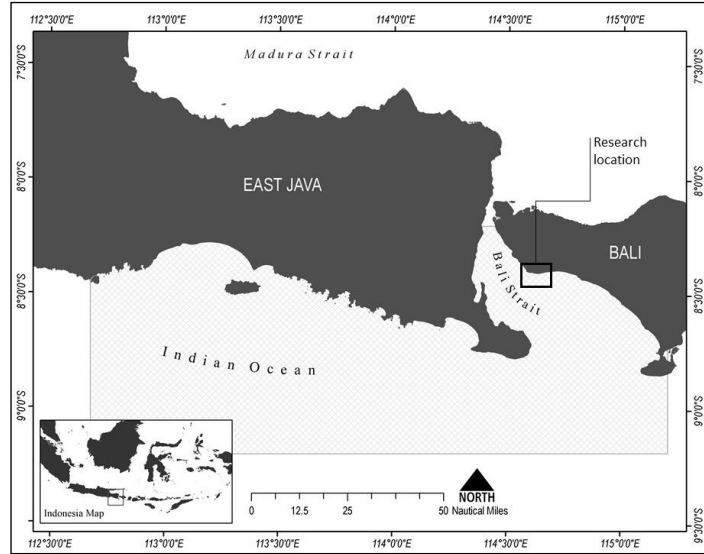 112°30'0"E 113°0'0"E 113°30'0"E 114°0'0"E 114°30'0"E 115°0'0"E
7°30'0"S
7°30'0"S
Madura Strait
Research
location
8°0'0"S
8°0'0"S
EAST JAVA
BALI
Bali Strait
8°30'0"S
8°30'0"S
Indian Ocean
9°0'0"S
9°0'0"S
Indonesia Map
0 12.5 25 50
NORTH
Nautical Miles
9°30'0"S
112°30'0"E 113°0'0"E 113°30'0"E 114°0'0"E 114°30'0"E 115°0'0"E